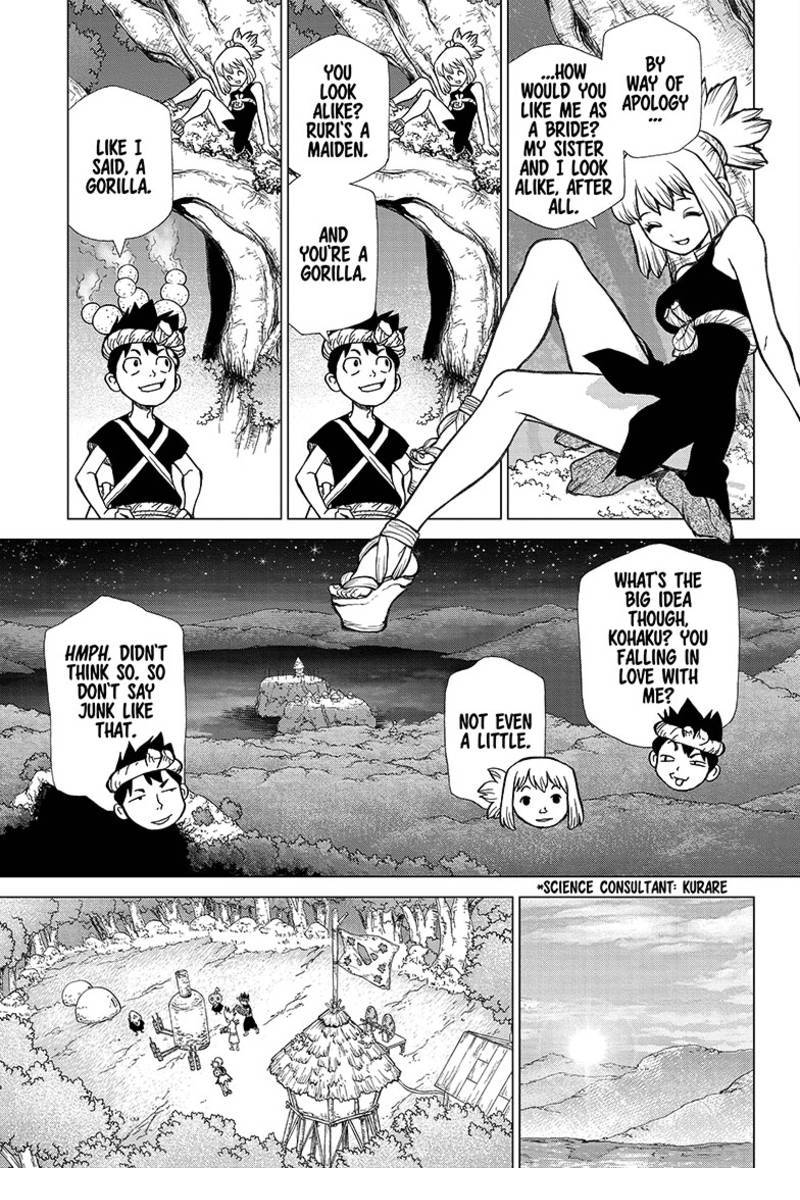 BY
WAY OF
APOLOGY
...
...HOW
WOULD YOU
LIKE ME AS
A BRIDE?
MY SISTER
AND I LOOK
ALIKE, AFTER
ALL.
YOU
LOOK
ALIKE?
RURI'S A
MAIDEN.
AND
YOU'RE A
GORILLA.
LIKE I
SAID, A
GORILLA.
WHAT'S THE
BIG IDEA
THOUGH,
KOHAKU? YOU
FALLING IN
LOVE WITH
ME?
NOT EVEN
A LITTLE.
HMPH. DIDN'T
THINK SO. SO
DON'T SAY
JUNK LIKE
THAT.
*SCIENCE CONSULTANT: KURARE